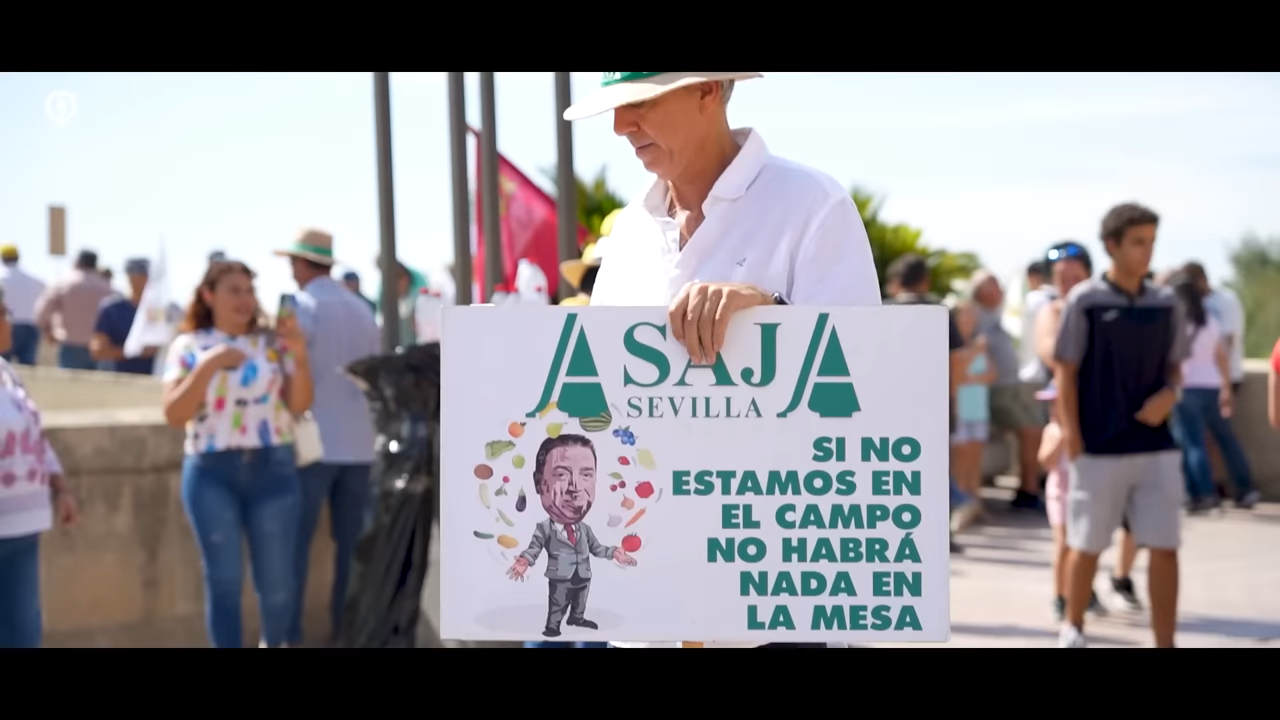 ASAJA
SEVILLA
SI NO
ESTAMOS EN
EL CAMPO
NO HABRÁ
NADA EN
LA MESA